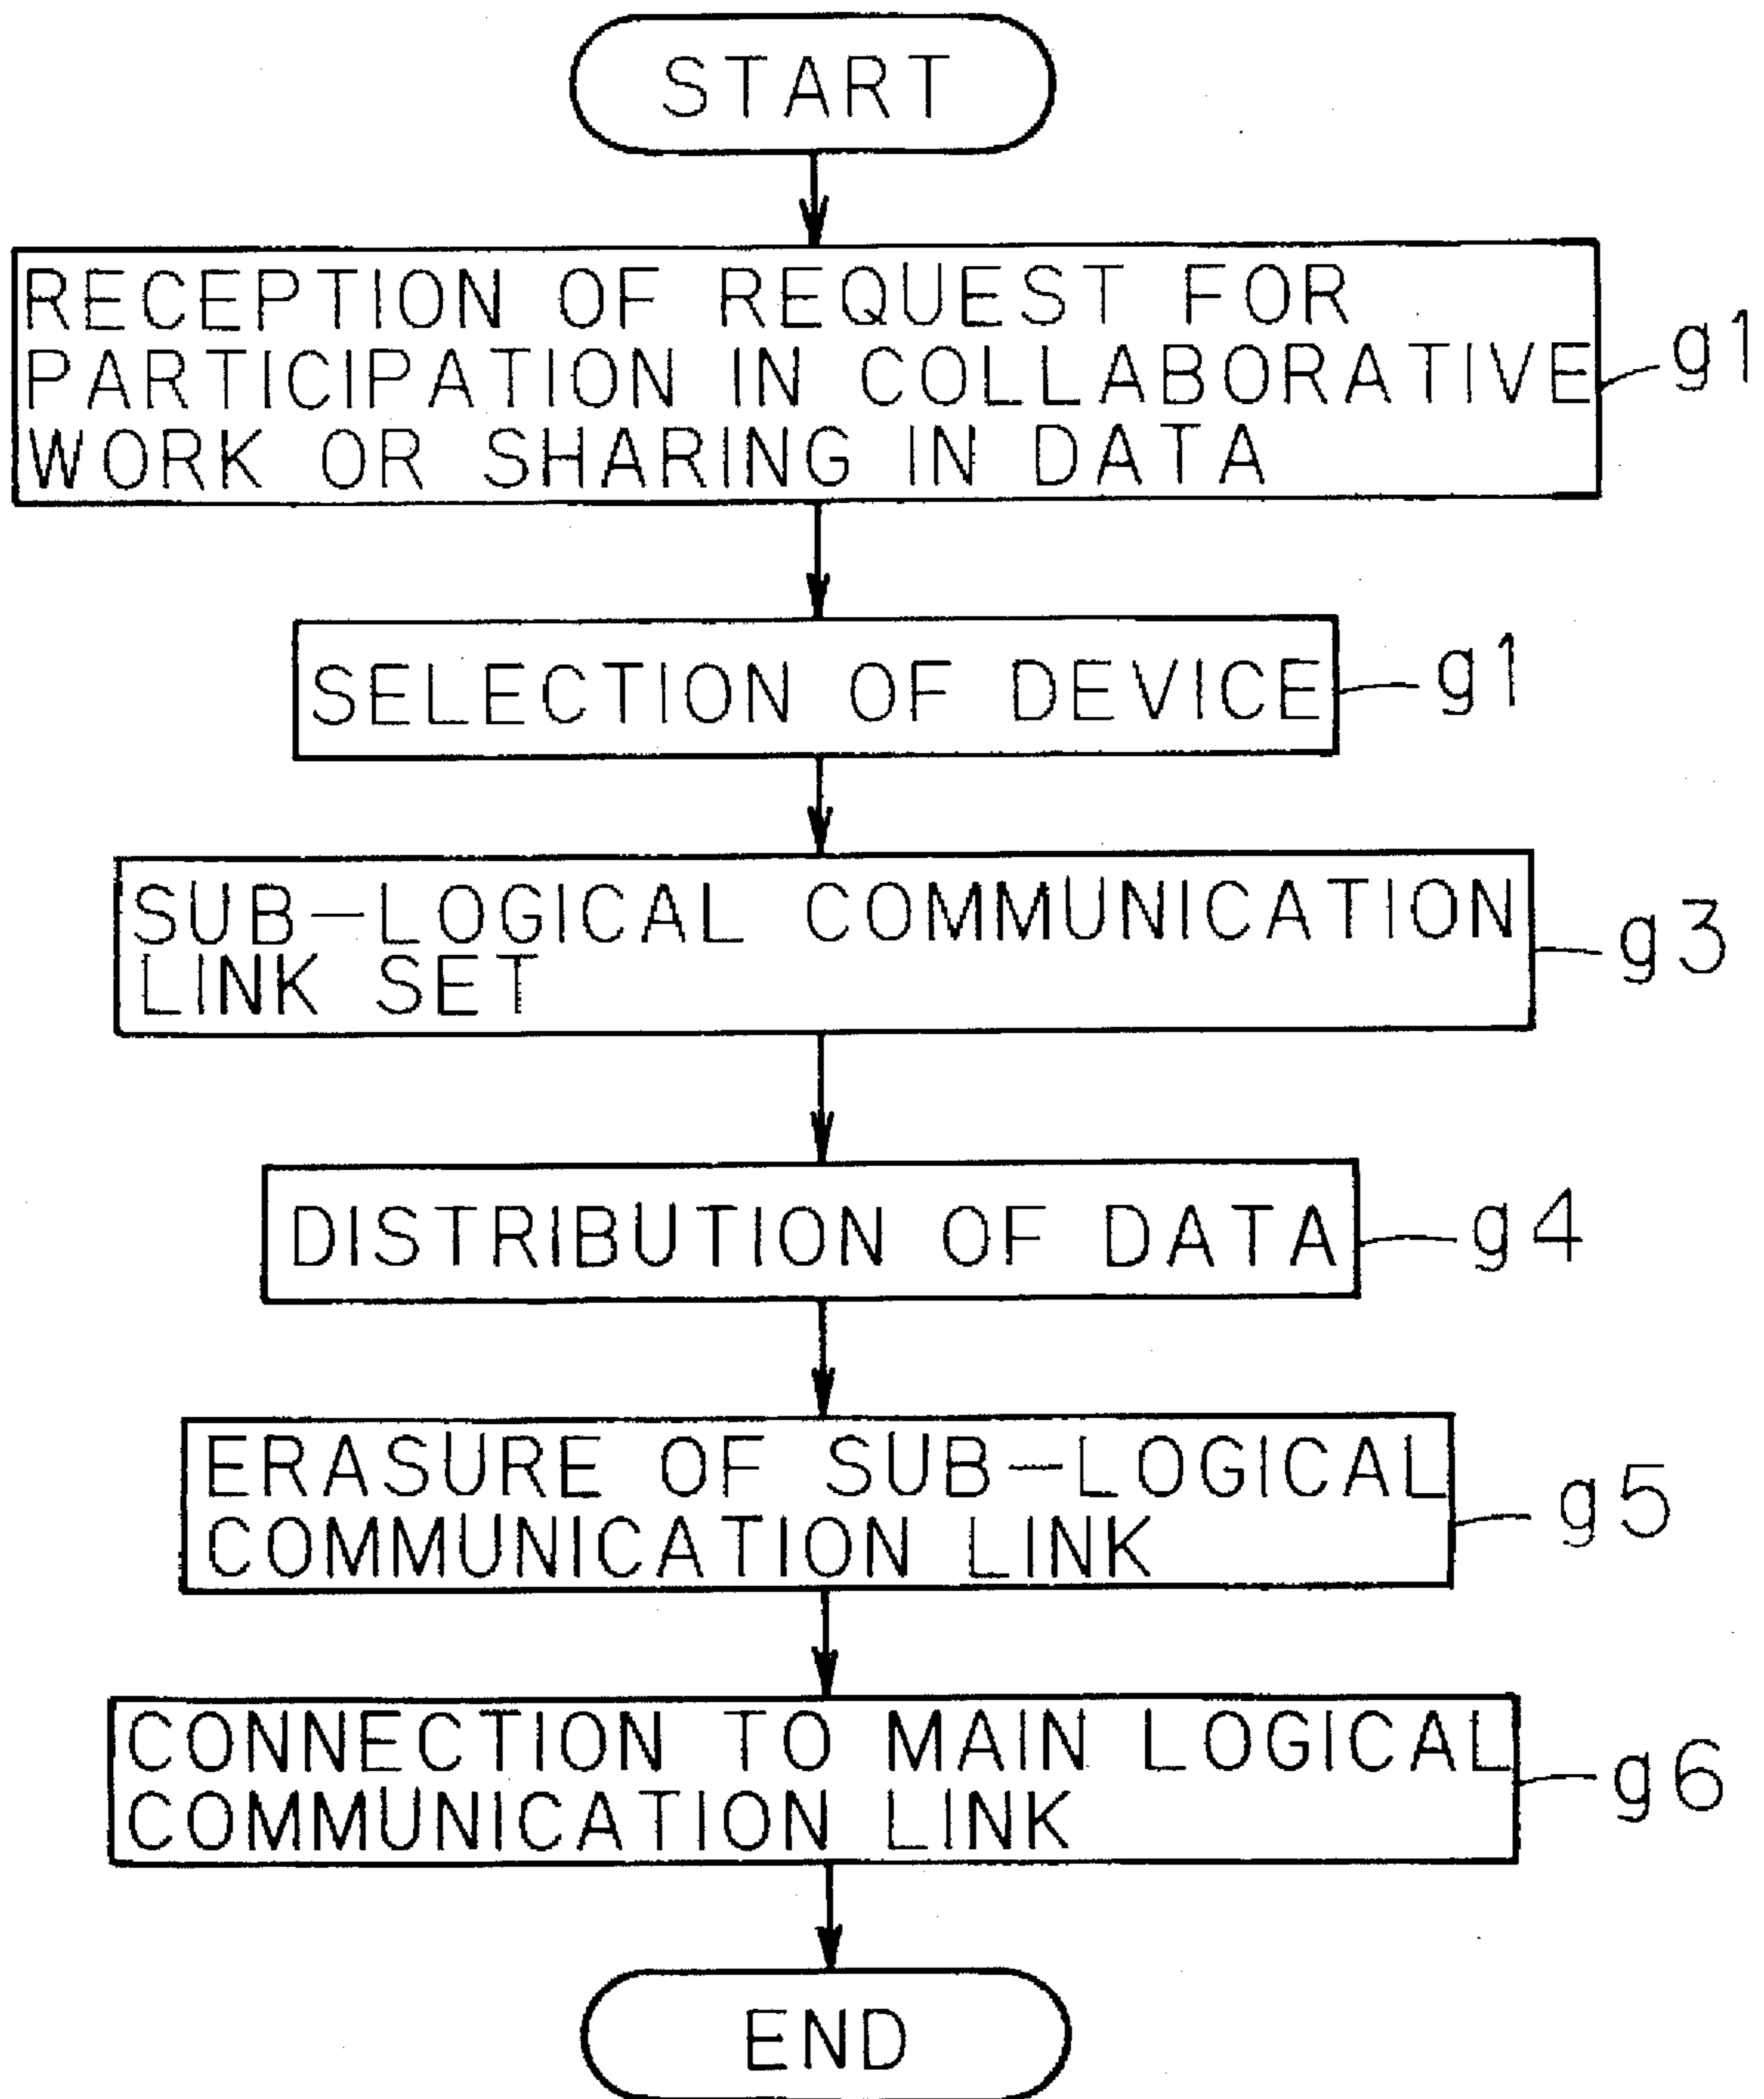 START
RECEPTION OF REQUEST FOR
PARTICIPATION IN COLLABORATIVE
WORK OR SHARING IN DATA
g1
SELECTION OF DEVICE
g1
SUB-LOGICAL COMMUNICATION
LINK SET
g3
DISTRIBUTION OF DATA
g4
ERASURE OF SUB-LOGICAL
COMMUNICATION LINK
g5
CONNECTION TO MAIN LOGICAL
COMMUNICATION LINK
g6
END